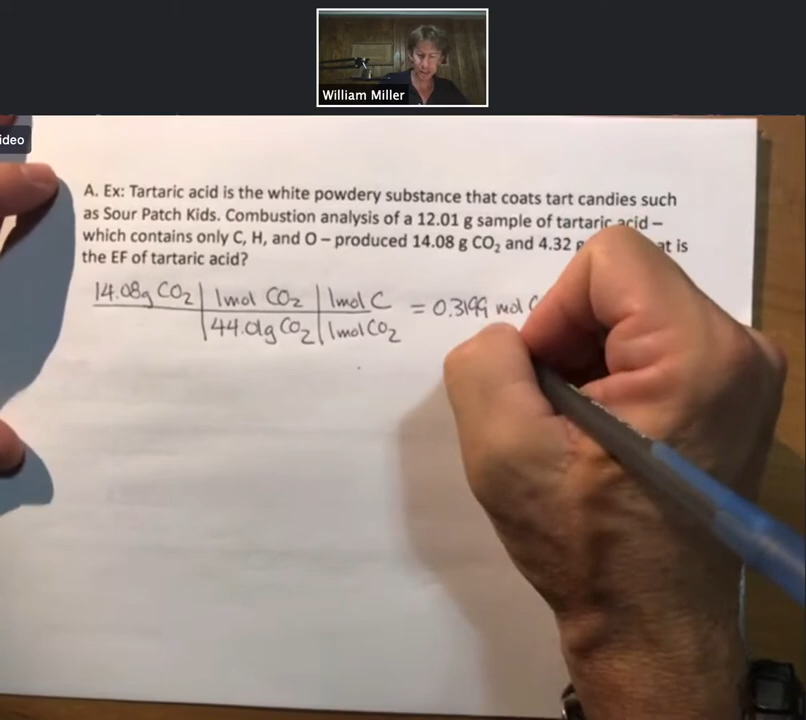 William Miller
ideo
A. Ex: Tartaric acid is the white powdery substance that coats tart candies such
as Sour Patch Kids. Combustion analysis of a 12.01 g sample of tartaric acid –
which contains only C, H, and O – produced 14.08 g CO₂ and 4.32 g at is
the EF of tartaric acid?
14.08g CO₂ | 1mol CO₂ | 1mol C = 0.3199 mol C
44.01g CO₂ | 1mol CO₂